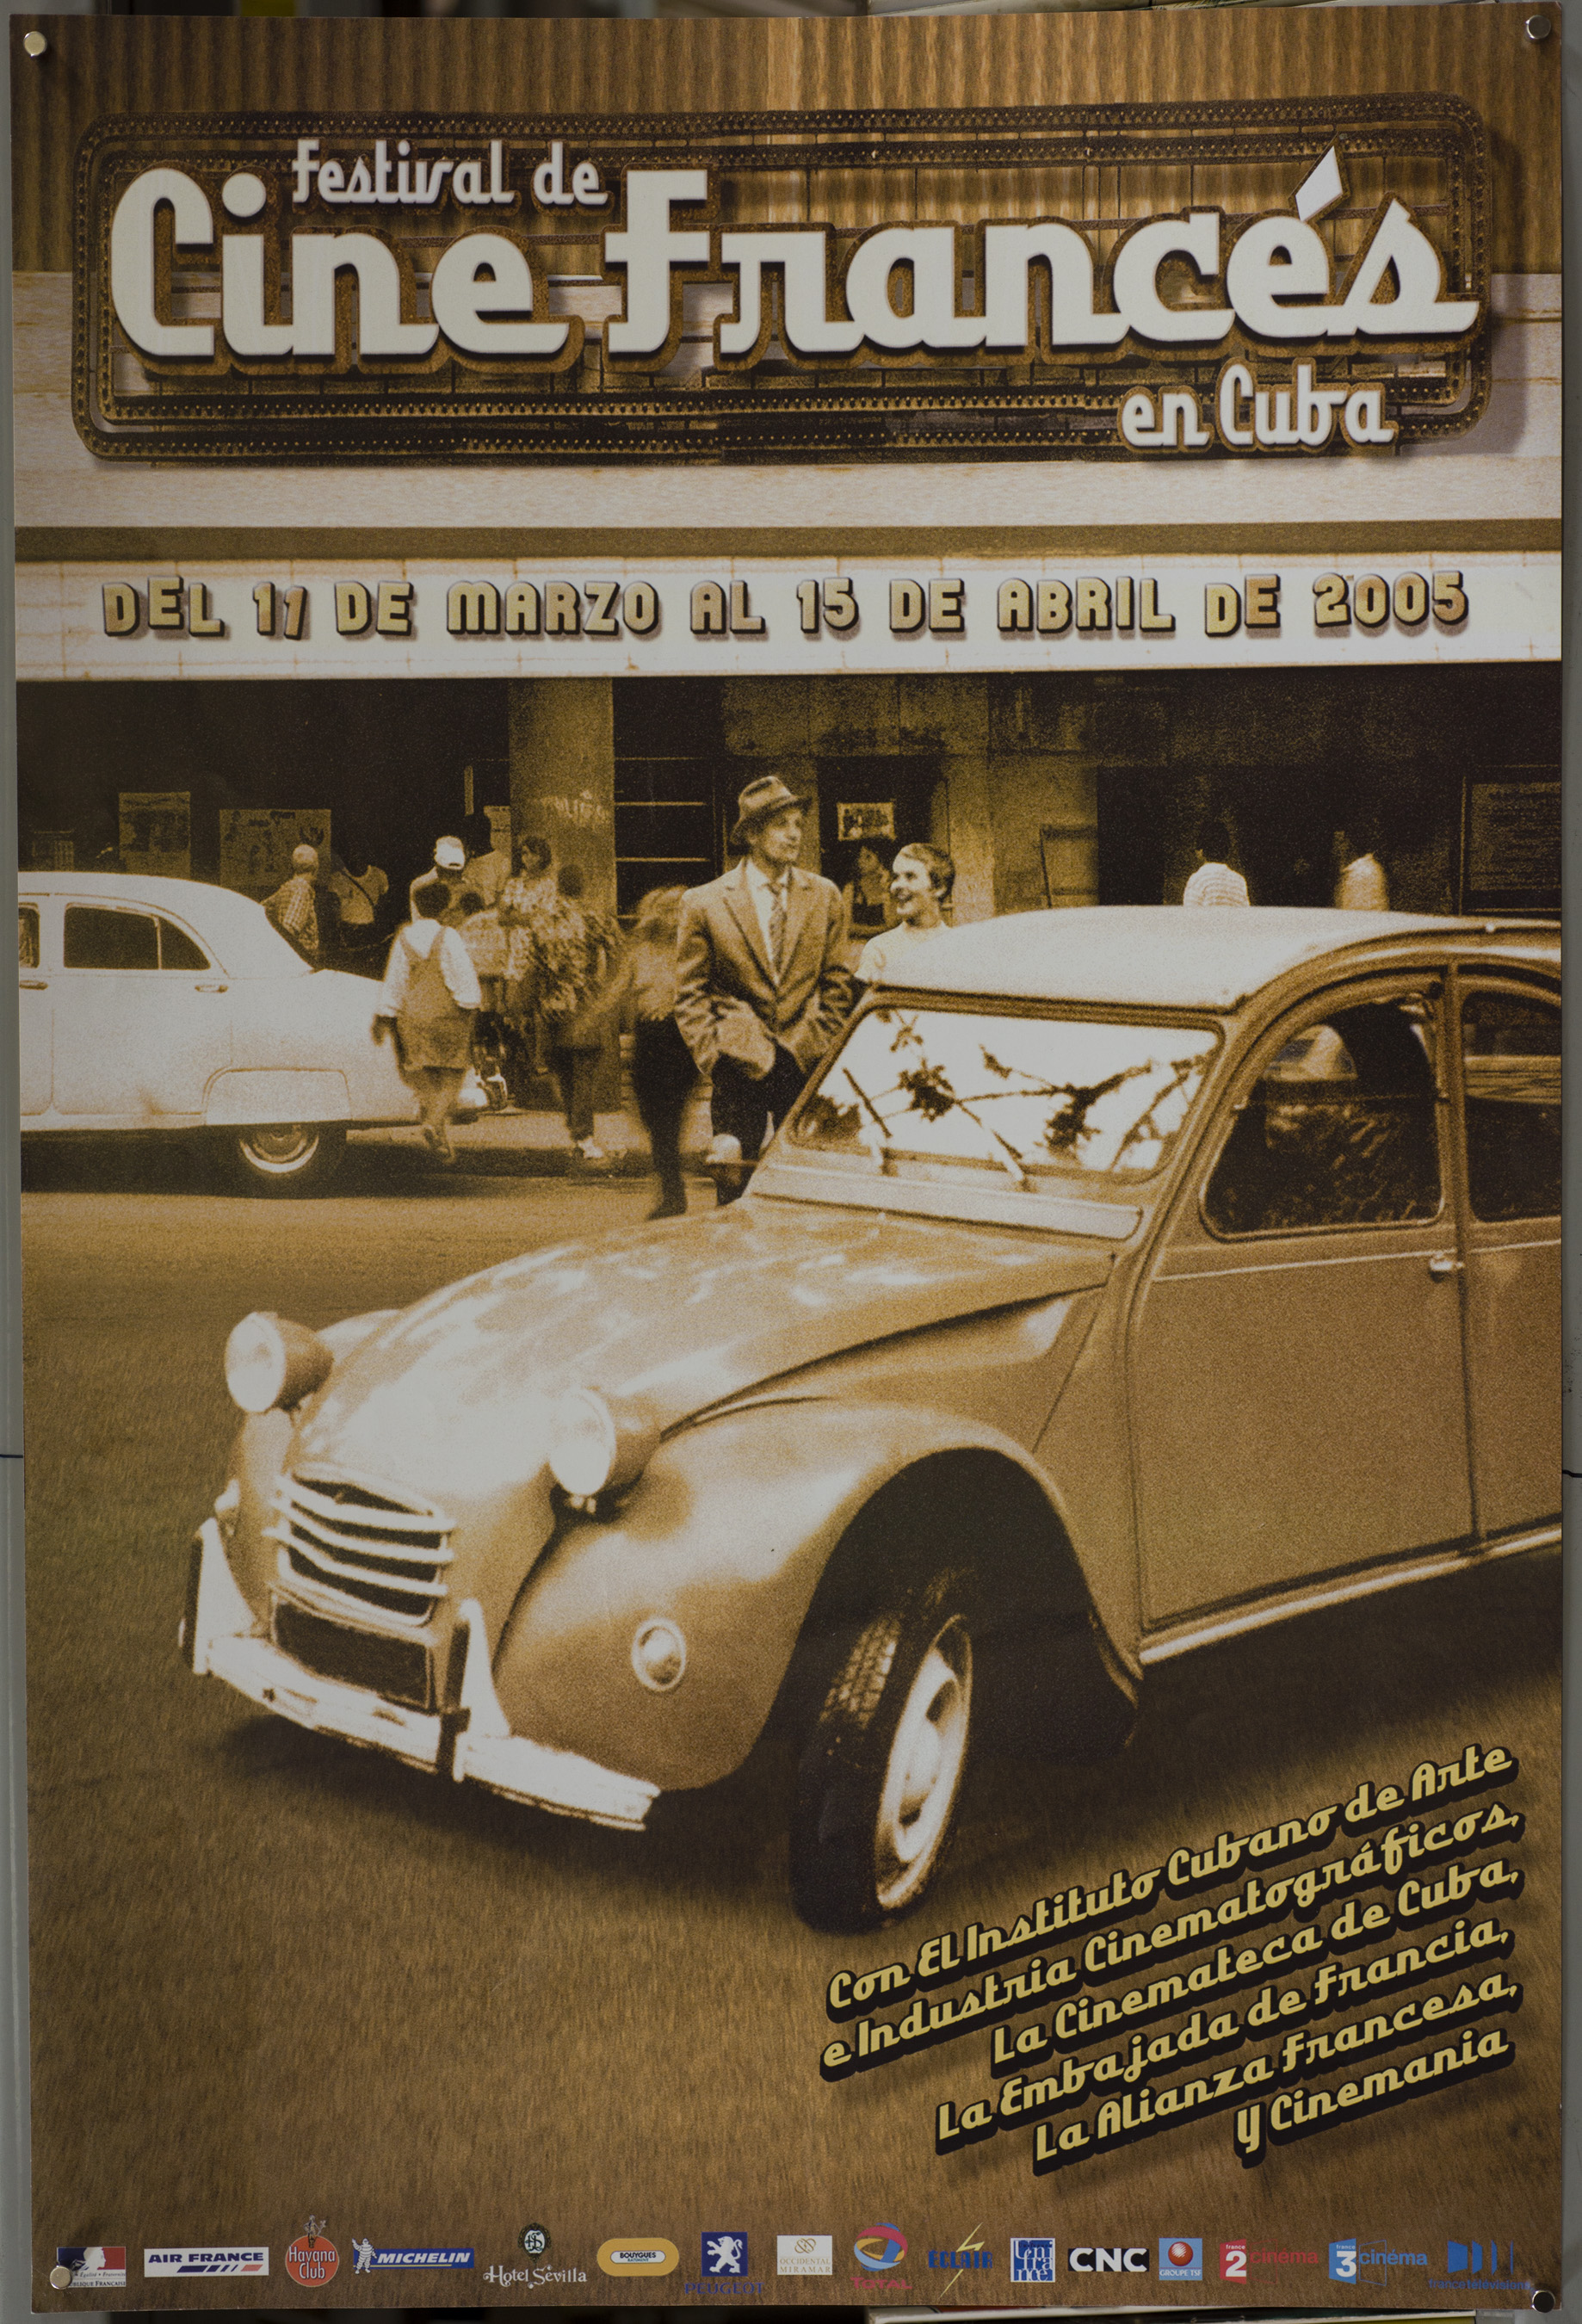 Festival de
Cine Francés
en Cuba
DEL 11 DE MARZO AL 15 DE ABRIL DE 2005
Con El Instituto Cubano de Arte
e Industria Cinematográficos,
La Cinemateca de Cuba,
La Embajada de Francia,
La Alianza Francesa,
y Cinemania
AIR FRANCE
Havana Club
MICHELIN
Hotel Sevilla
BOUYGUES
PEUGEOT
OCCIDENTAL MIRAMAR
TOTAL
ECLAIR
CNC
GROUPE TSF
france 2 cinéma
france 3 cinéma
francetélévisions